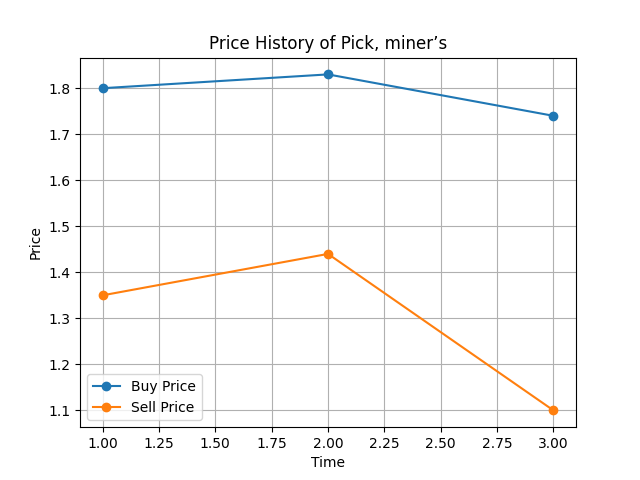 Price History of Pick, miner’s
Price
1.8
1.7
1.6
1.5
1.4
1.3
1.2
1.1
Buy Price
Sell Price
1.00 1.25 1.50 1.75 2.00 2.25 2.50 2.75 3.00
Time